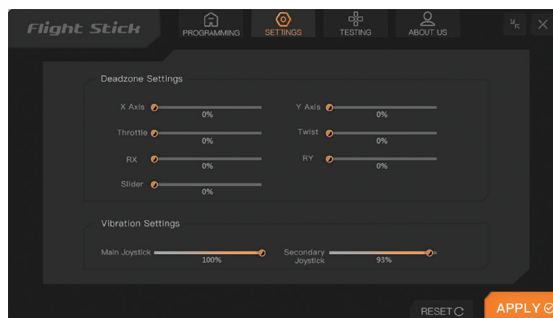 Flight Stick
PROGRAMMING SETTINGS TESTING ABOUT US
Deadzone Settings
X Axis 0% Y Axis 0%
Throttle 0% Twist 0%
RX 0% RY 0%
Slider 0%
Vibration Settings
Main Joystick 100% Secondary Joystick 93%
RESET APPLY